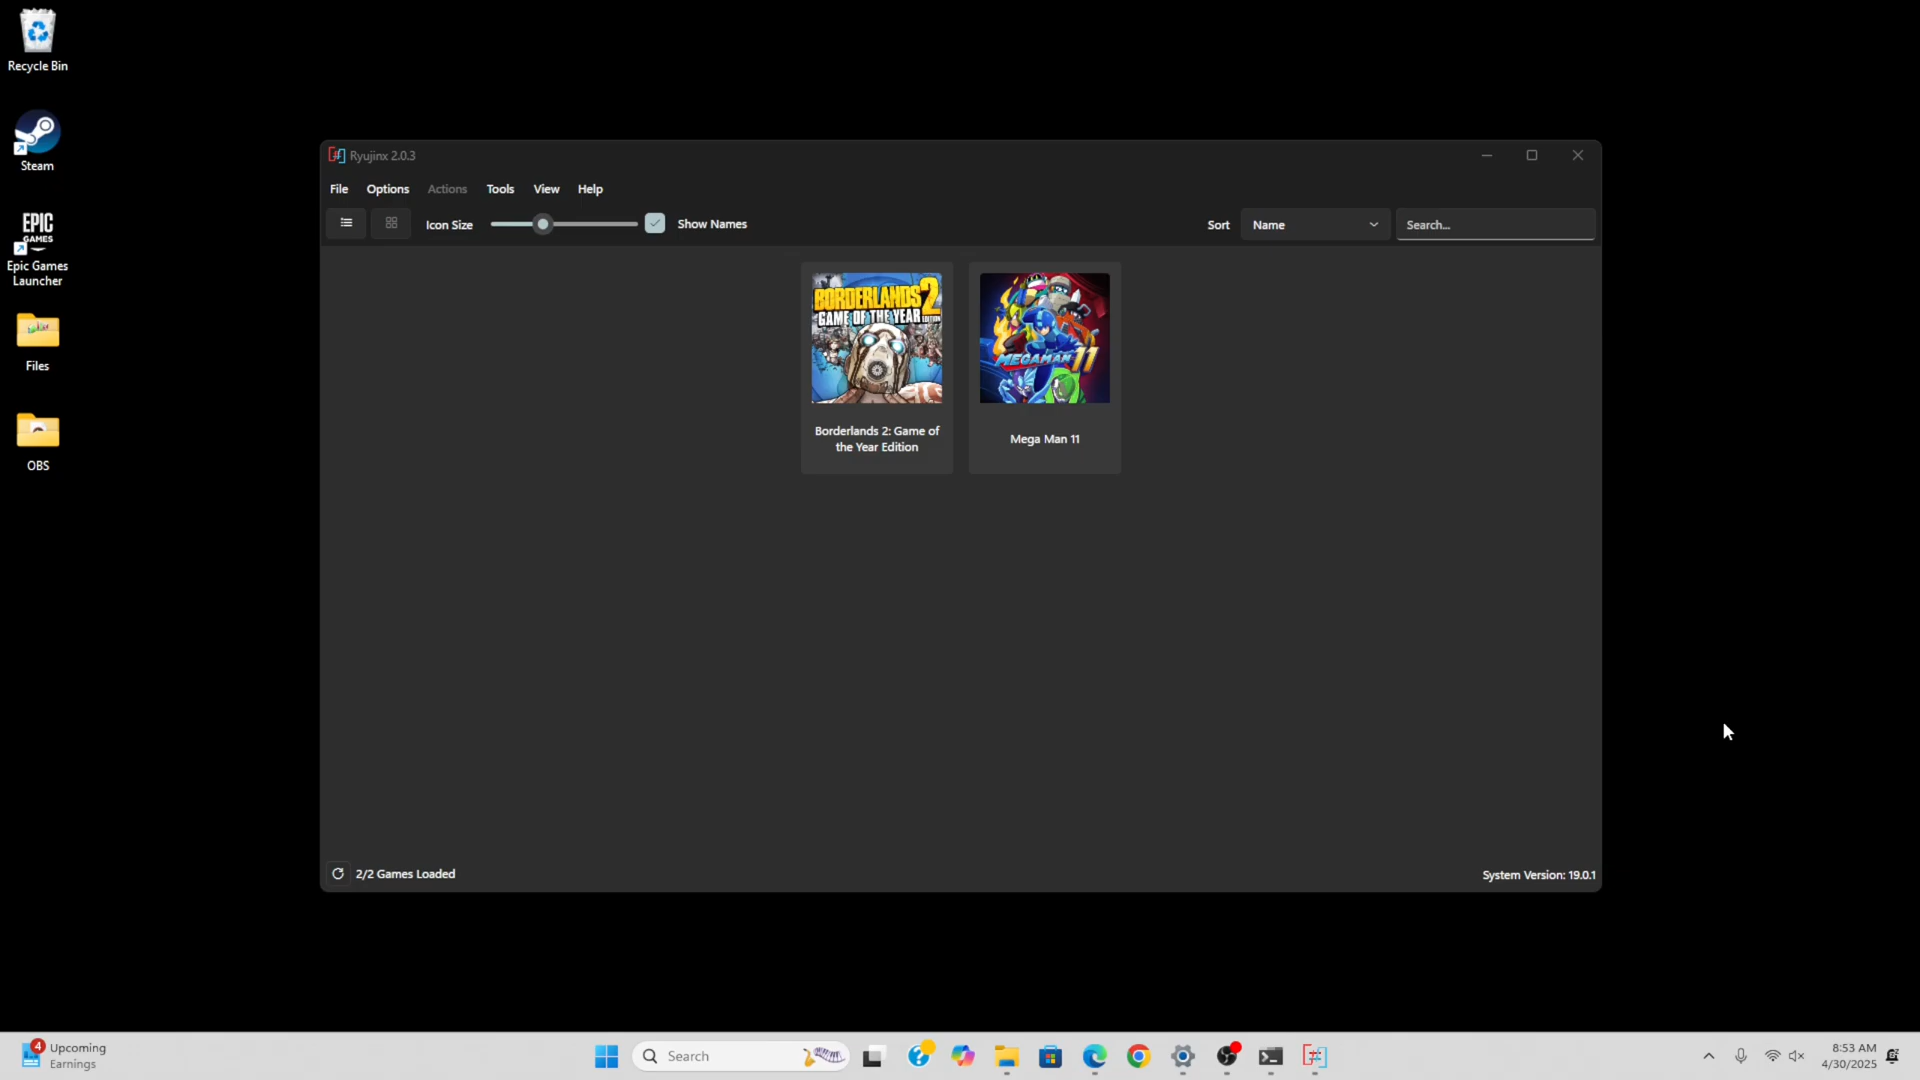 Recycle Bin
Steam
EPIC
GAMES
Epic Games
Launcher
Files
OBS
Ryujinx 2.0.3
File Options Actions Tools View Help
Icon Size Show Names Sort Name Search...
BORDERLANDS 2
GAME OF THE YEAR EDITION
MEGAMAN 11
Borderlands 2: Game of
the Year Edition
Mega Man 11
2/2 Games Loaded System Version: 19.0.1
4 Upcoming
Earnings
Search
8:53 AM
4/30/2025